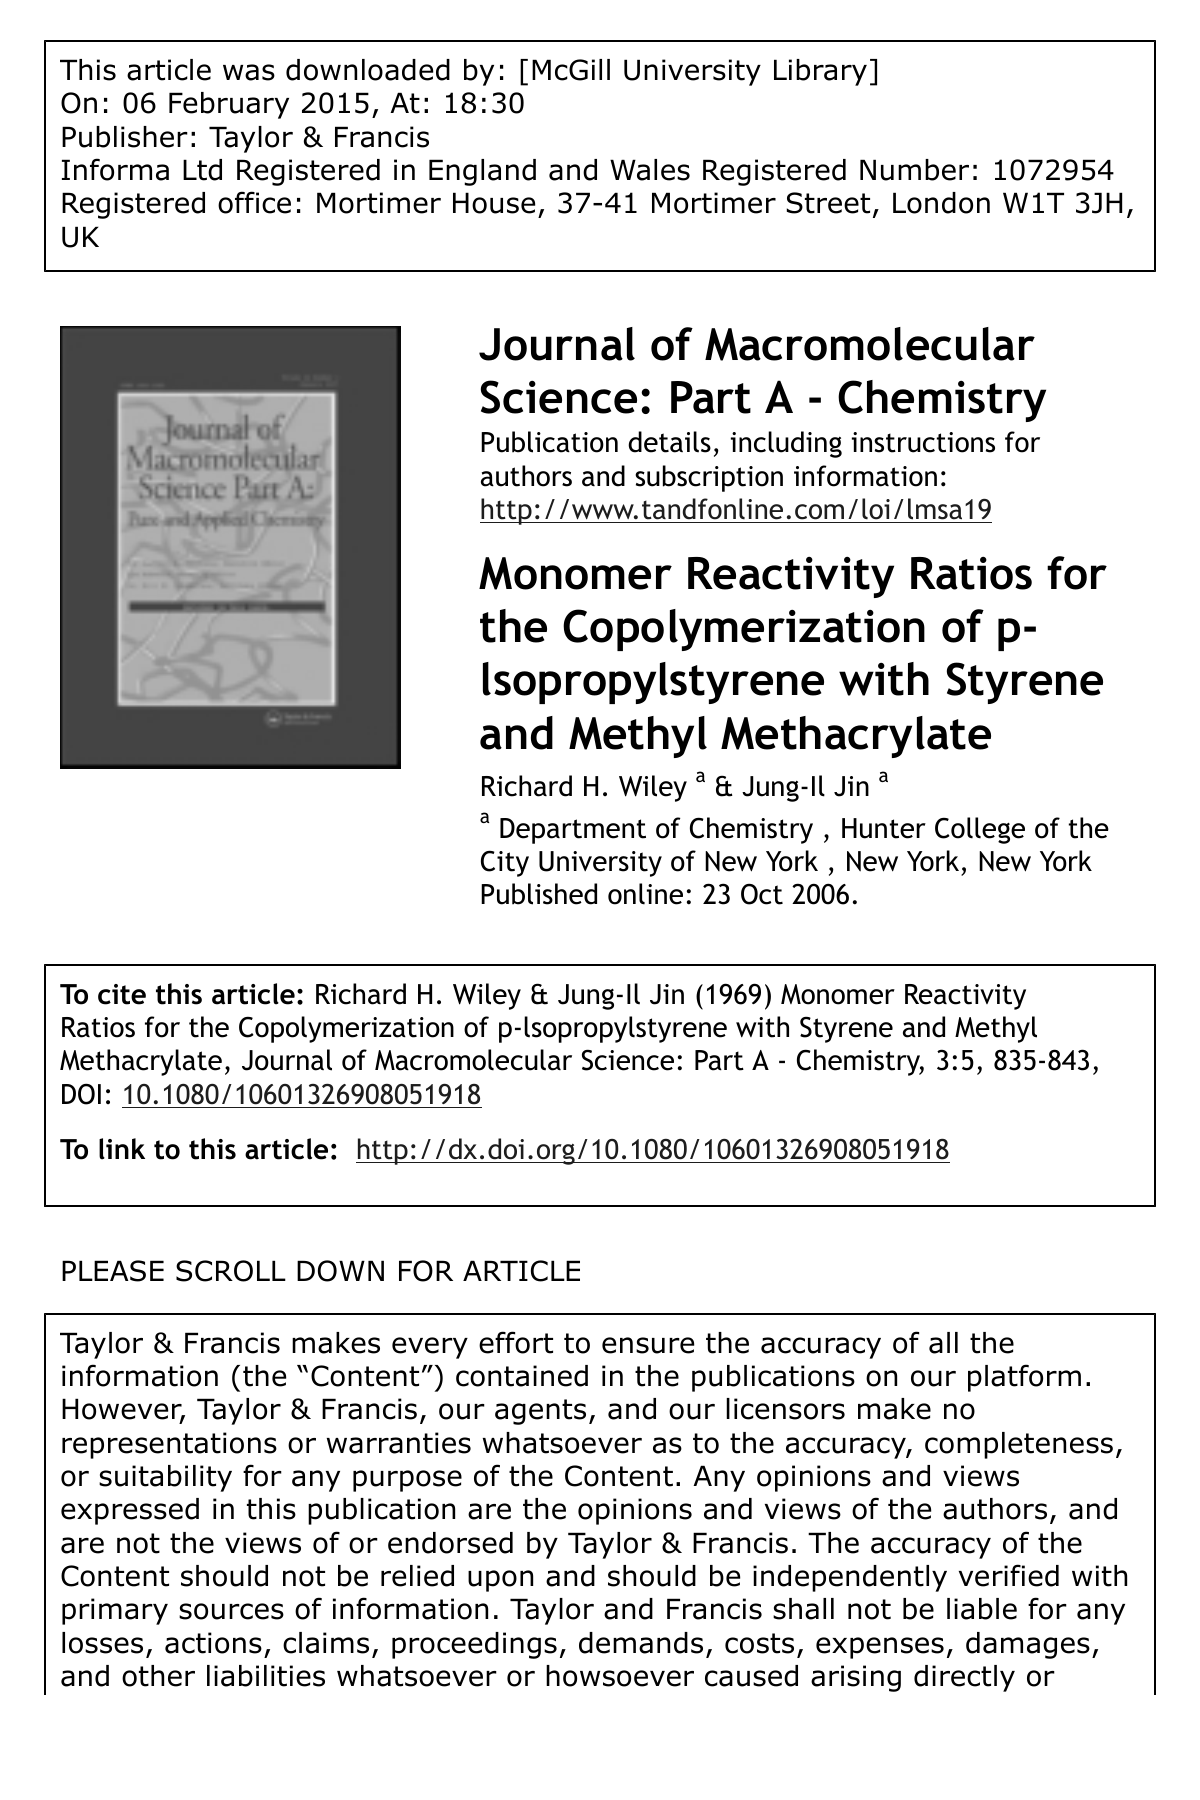 This article was downloaded by: [McGill University Library]
On: 06 February 2015, At: 18:30
Publisher: Taylor & Francis
Informa Ltd Registered in England and Wales Registered Number: 1072954
Registered office: Mortimer House, 37-41 Mortimer Street, London W1T 3JH,
UK
Journal of
Macromolecular
Science Part A:
Pure and Applied Chemistry
Journal of Macromolecular
Science: Part A - Chemistry
Publication details, including instructions for
authors and subscription information:
http://www.tandfonline.com/loi/lmsa19
Monomer Reactivity Ratios for
the Copolymerization of p-
lsopropylstyrene with Styrene
and Methyl Methacrylate
Richard H. Wiley a & Jung-Il Jin a
a Department of Chemistry , Hunter College of the
City University of New York , New York, New York
Published online: 23 Oct 2006.
To cite this article: Richard H. Wiley & Jung-Il Jin (1969) Monomer Reactivity
Ratios for the Copolymerization of p-lsopropylstyrene with Styrene and Methyl
Methacrylate, Journal of Macromolecular Science: Part A - Chemistry, 3:5, 835-843,
DOI: 10.1080/10601326908051918
To link to this article: http://dx.doi.org/10.1080/10601326908051918
PLEASE SCROLL DOWN FOR ARTICLE
Taylor & Francis makes every effort to ensure the accuracy of all the
information (the “Content”) contained in the publications on our platform.
However, Taylor & Francis, our agents, and our licensors make no
representations or warranties whatsoever as to the accuracy, completeness,
or suitability for any purpose of the Content. Any opinions and views
expressed in this publication are the opinions and views of the authors, and
are not the views of or endorsed by Taylor & Francis. The accuracy of the
Content should not be relied upon and should be independently verified with
primary sources of information. Taylor and Francis shall not be liable for any
losses, actions, claims, proceedings, demands, costs, expenses, damages,
and other liabilities whatsoever or howsoever caused arising directly or